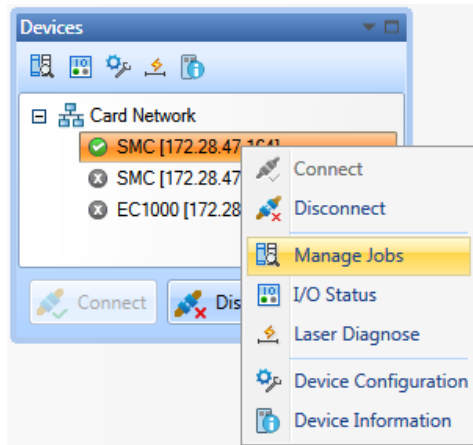 Devices
Card Network
SMC [172.28.47.164]
SMC [172.28.47
EC1000 [172.28
Connect
Dis
Connect
Disconnect
Manage Jobs
I/O Status
Laser Diagnose
Device Configuration
Device Information